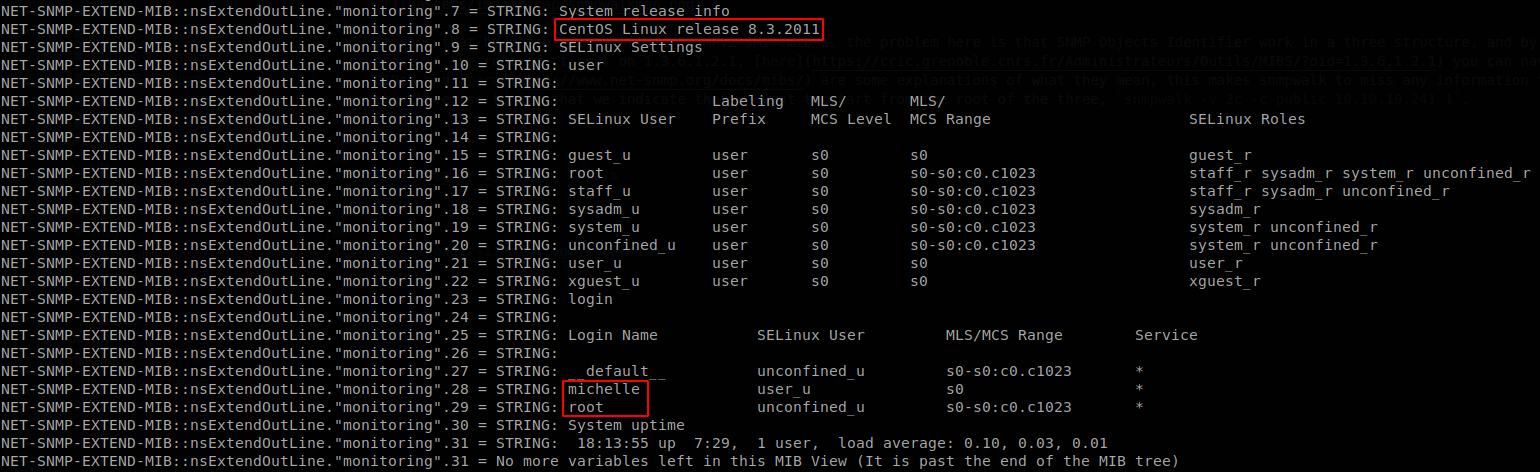 NET-SNMP-EXTEND-MIB::nsExtendOutLine."monitoring".7 = STRING: System release info
NET-SNMP-EXTEND-MIB::nsExtendOutLine."monitoring".8 = STRING: CentOS Linux release 8.3.2011
NET-SNMP-EXTEND-MIB::nsExtendOutLine."monitoring".9 = STRING: SELinux Settings
NET-SNMP-EXTEND-MIB::nsExtendOutLine."monitoring".10 = STRING: user
NET-SNMP-EXTEND-MIB::nsExtendOutLine."monitoring".11 = STRING:
NET-SNMP-EXTEND-MIB::nsExtendOutLine."monitoring".12 = STRING:                 Labeling   MLS/       MLS/
NET-SNMP-EXTEND-MIB::nsExtendOutLine."monitoring".13 = STRING: SELinux User    Prefix     MCS Level  MCS Range                      SELinux Roles
NET-SNMP-EXTEND-MIB::nsExtendOutLine."monitoring".14 = STRING:
NET-SNMP-EXTEND-MIB::nsExtendOutLine."monitoring".15 = STRING: guest_u         user       s0         s0                             guest_r
NET-SNMP-EXTEND-MIB::nsExtendOutLine."monitoring".16 = STRING: root            user       s0         s0-s0:c0.c1023                 staff_r sysadm_r system_r unconfined_r
NET-SNMP-EXTEND-MIB::nsExtendOutLine."monitoring".17 = STRING: staff_u         user       s0         s0-s0:c0.c1023                 staff_r sysadm_r unconfined_r
NET-SNMP-EXTEND-MIB::nsExtendOutLine."monitoring".18 = STRING: sysadm_u        user       s0         s0-s0:c0.c1023                 sysadm_r
NET-SNMP-EXTEND-MIB::nsExtendOutLine."monitoring".19 = STRING: system_u        user       s0         s0-s0:c0.c1023                 system_r unconfined_r
NET-SNMP-EXTEND-MIB::nsExtendOutLine."monitoring".20 = STRING: unconfined_u    user       s0         s0-s0:c0.c1023                 system_r unconfined_r
NET-SNMP-EXTEND-MIB::nsExtendOutLine."monitoring".21 = STRING: user_u          user       s0         s0                             user_r
NET-SNMP-EXTEND-MIB::nsExtendOutLine."monitoring".22 = STRING: xguest_u        user       s0         s0                             xguest_r
NET-SNMP-EXTEND-MIB::nsExtendOutLine."monitoring".23 = STRING: login
NET-SNMP-EXTEND-MIB::nsExtendOutLine."monitoring".24 = STRING:
NET-SNMP-EXTEND-MIB::nsExtendOutLine."monitoring".25 = STRING: Login Name           SELinux User         MLS/MCS Range        Service
NET-SNMP-EXTEND-MIB::nsExtendOutLine."monitoring".26 = STRING:
NET-SNMP-EXTEND-MIB::nsExtendOutLine."monitoring".27 = STRING: __default__          unconfined_u         s0-s0:c0.c1023       *
NET-SNMP-EXTEND-MIB::nsExtendOutLine."monitoring".28 = STRING: michelle             user_u               s0                   *
NET-SNMP-EXTEND-MIB::nsExtendOutLine."monitoring".29 = STRING: root                 unconfined_u         s0-s0:c0.c1023       *
NET-SNMP-EXTEND-MIB::nsExtendOutLine."monitoring".30 = STRING: System uptime
NET-SNMP-EXTEND-MIB::nsExtendOutLine."monitoring".31 = STRING:  18:13:55 up  7:29,  1 user,  load average: 0.10, 0.03, 0.01
NET-SNMP-EXTEND-MIB::nsExtendOutLine."monitoring".31 = No more variables left in this MIB View (It is past the end of the MIB tree)